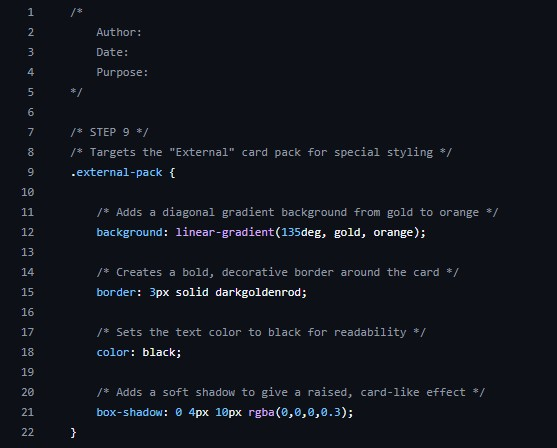 1 /*
2 Author:
3 Date:
4 Purpose:
5 */
6
7 /* STEP 9 */
8 /* Targets the "External" card pack for special styling */
9 .external-pack {
10
11 /* Adds a diagonal gradient background from gold to orange */
12 background: linear-gradient(135deg, gold, orange);
13
14 /* Creates a bold, decorative border around the card */
15 border: 3px solid darkgoldenrod;
16
17 /* Sets the text color to black for readability */
18 color: black;
19
20 /* Adds a soft shadow to give a raised, card-like effect */
21 box-shadow: 0 4px 10px rgba(0,0,0,0.3);
22 }